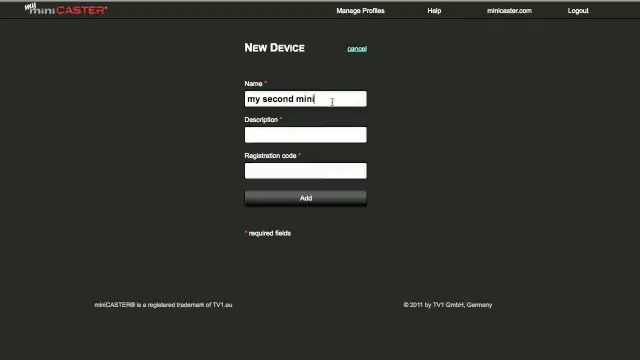 my miniCASTER®
Manage Profiles Help minicaster.com Logout
NEW DEVICE cancel
Name *
my second mini
Description *
Registration code *
Add
* required fields
miniCASTER® is a registered trademark of TV1.eu © 2011 by TV1 GmbH, Germany